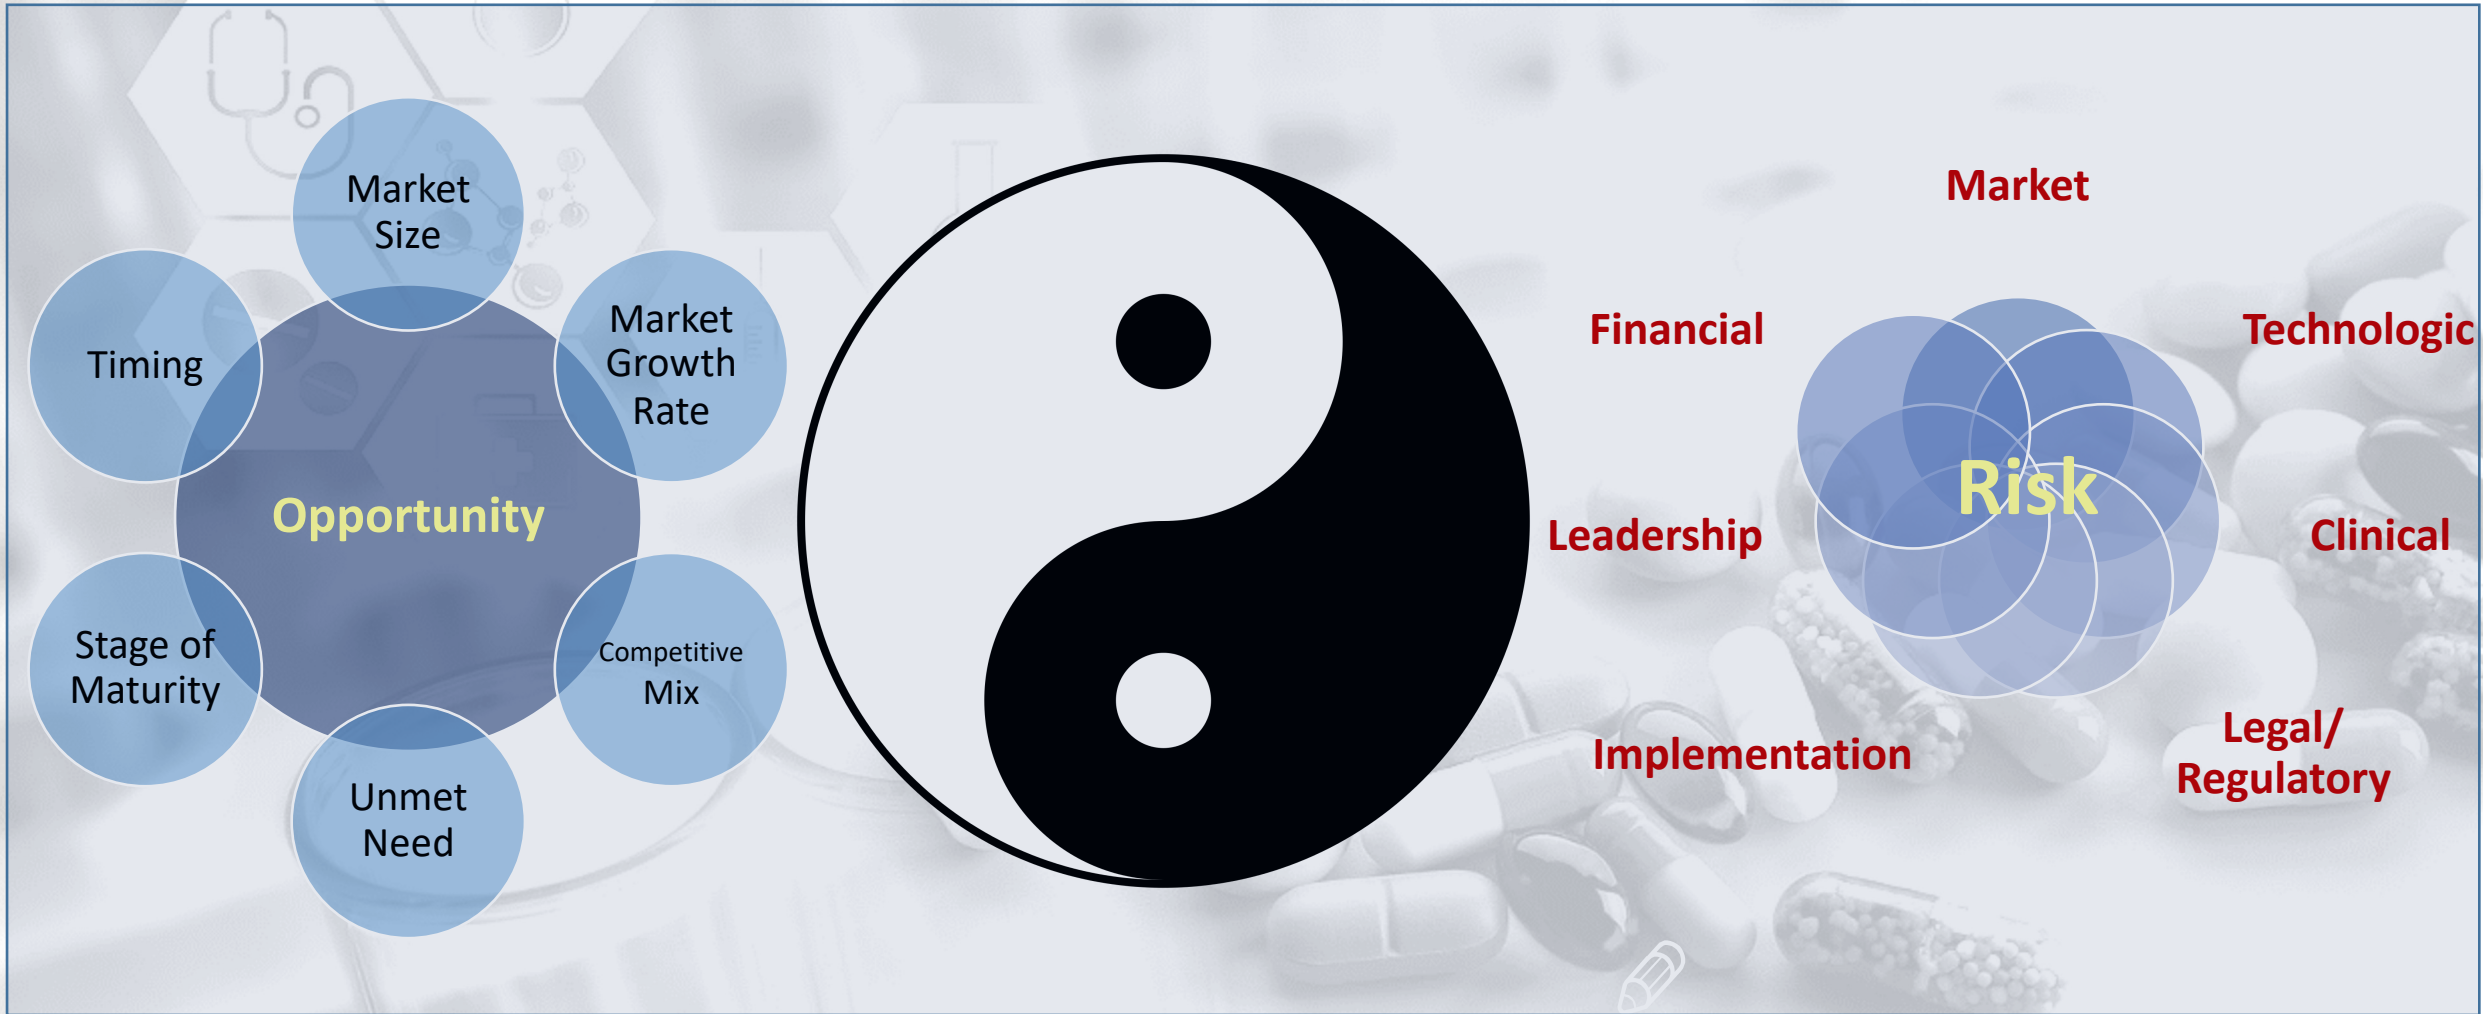 Market
Size
Market
Growth
Rate
Competitive
Mix
Unmet
Need
Stage of
Maturity
Timing
Opportunity
Market
Technologic
Clinical
Legal/
Regulatory
Implementation
Leadership
Financial
Risk